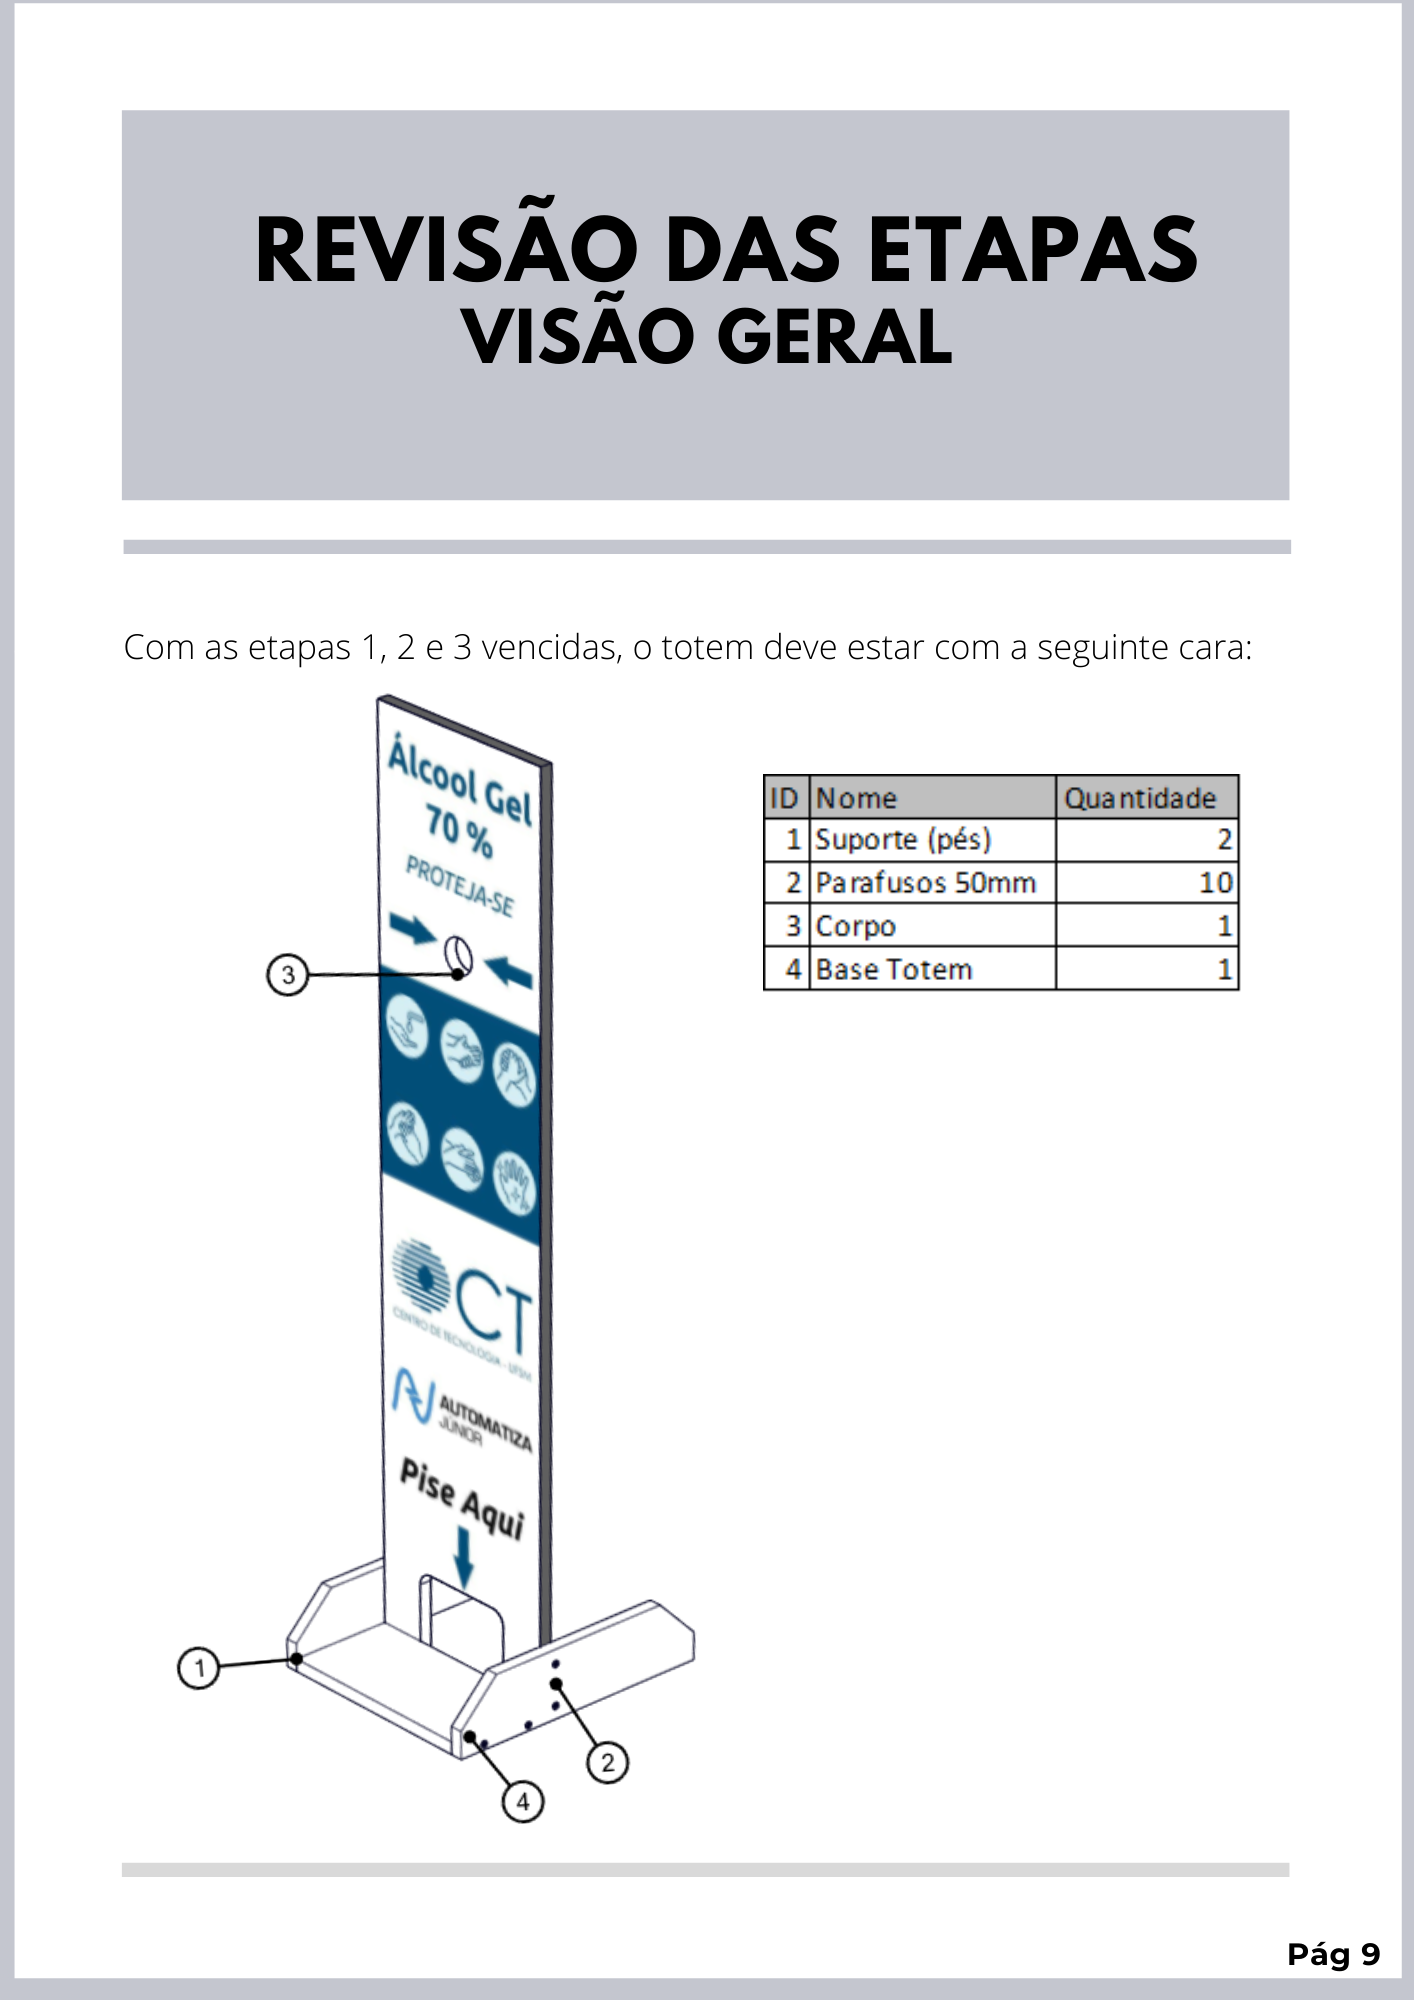 REVISÃO DAS ETAPAS
VISÃO GERAL
Com as etapas 1, 2 e 3 vencidas, o totem deve estar com a seguinte cara:
Álcool Gel
70 %
PROTEJA-SE
3
CT
CENTRO DE TECNOLOGIA - UFSM
AUTOMATIZA
JÚNIOR
Pise Aqui
1
2
4
ID Nome Quantidade
1 Suporte (pés) 2
2 Parafusos 50mm 10
3 Corpo 1
4 Base Totem 1
Pág 9